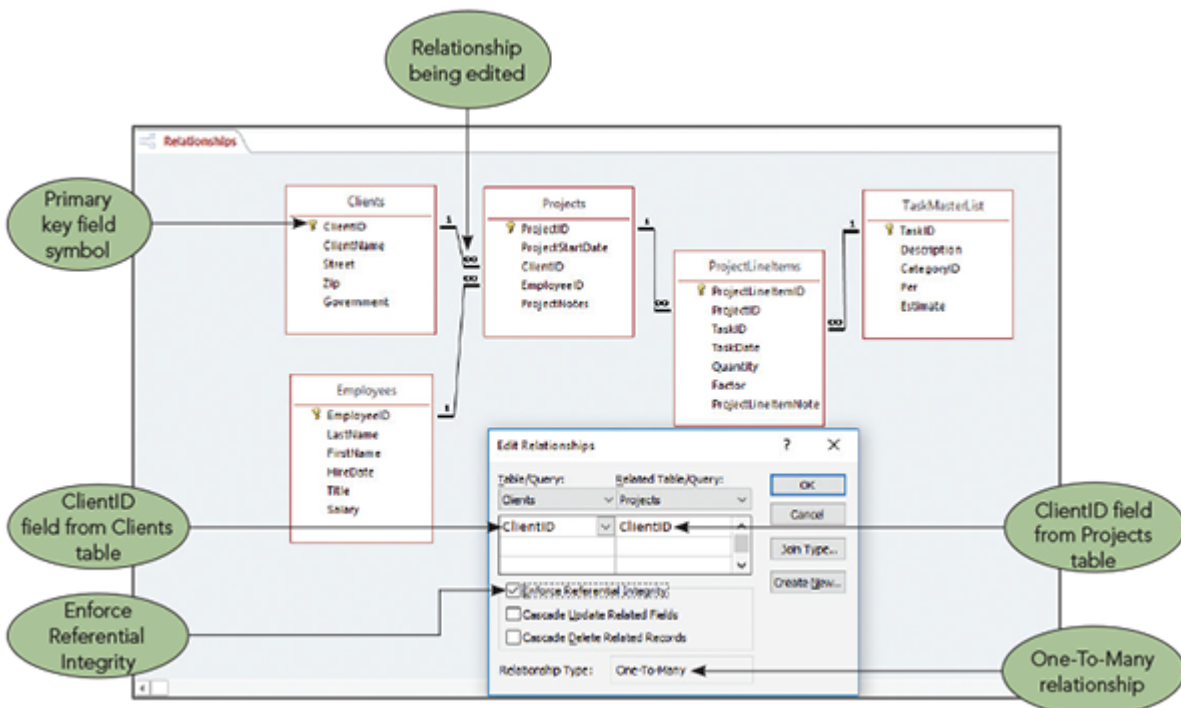 Relationship
being edited
Relationships
Primary
key field
symbol
Clients
ClientID
ClientName
Street
Zip
Government
1
∞
∞
Projects
ProjectID
ProjectStartDate
ClientID
EmployeeID
ProjectNotes
1
∞
ProjectLineItems
ProjectLineItemID
ProjectID
TaskID
TaskDate
Quantity
Factor
ProjectLineItemNote
1
∞
TaskMasterList
TaskID
Description
CategoryID
Per
Estimate
Employees
EmployeeID
LastName
FirstName
HireDate
Title
Salary
1
Edit Relationships
?
X
Table/Query:
Related Table/Query:
Clients
Projects
ClientID
ClientID
OK
Cancel
Join Type...
Create New...
Enforce Referential Integrity
Cascade Update Related Fields
Cascade Delete Related Records
Relationship Type:
One-To-Many
ClientID
field from Clients
table
ClientID field
from Projects
table
Enforce
Referential
Integrity
One-To-Many
relationship